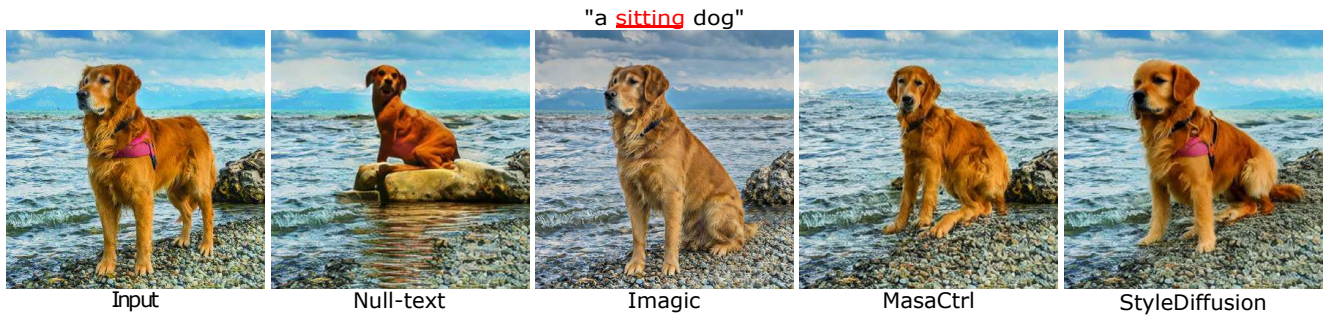 "a sitting dog"
Input
Null-text
Imagic
MasaCtrl
StyleDiffusion